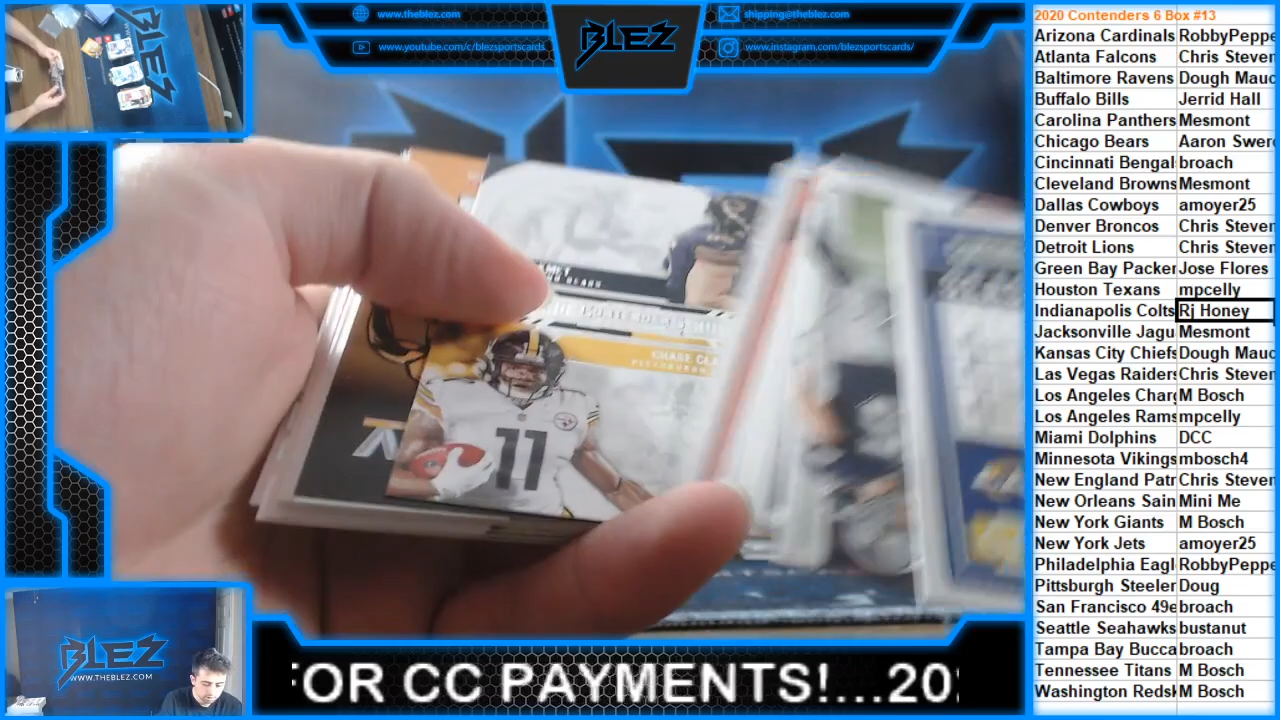 www.theblez.com
www.youtube.com/c/blezsportscards
BLEZ
shipping@theblez.com
www.instagram.com/blezsportscards/
2020 Contenders 6 Box #13
Arizona Cardinals RobbyPeppe
Atlanta Falcons Chris Steven
Baltimore Ravens Dough Mauc
Buffalo Bills Jerrid Hall
Carolina Panthers Mesmont
Chicago Bears Aaron Swer
Cincinnati Bengal broach
Cleveland Browns Mesmont
Dallas Cowboys amoyer25
Denver Broncos Chris Steven
Detroit Lions Chris Steven
Green Bay Packer Jose Flores
Houston Texans mpcelly
Indianapolis Colts Rj Honey
Jacksonville Jagu Mesmont
Kansas City Chiefs Dough Mauc
Las Vegas Raiders Chris Steven
Los Angeles Charg M Bosch
Los Angeles Rams mpcelly
Miami Dolphins DCC
Minnesota Vikings mbosch4
New England Patr Chris Steven
New Orleans Sain Mini Me
New York Giants M Bosch
New York Jets amoyer25
Philadelphia Eagl RobbyPeppe
Pittsburgh Steeler Doug
San Francisco 49e broach
Seattle Seahawks bustanut
Tampa Bay Bucca broach
Tennessee Titans M Bosch
Washington Redsk M Bosch
CHASE CLA
11
BLEZ
BLEZ
WWW.THEBLEZ.COM
FOR CC PAYMENTS!...20